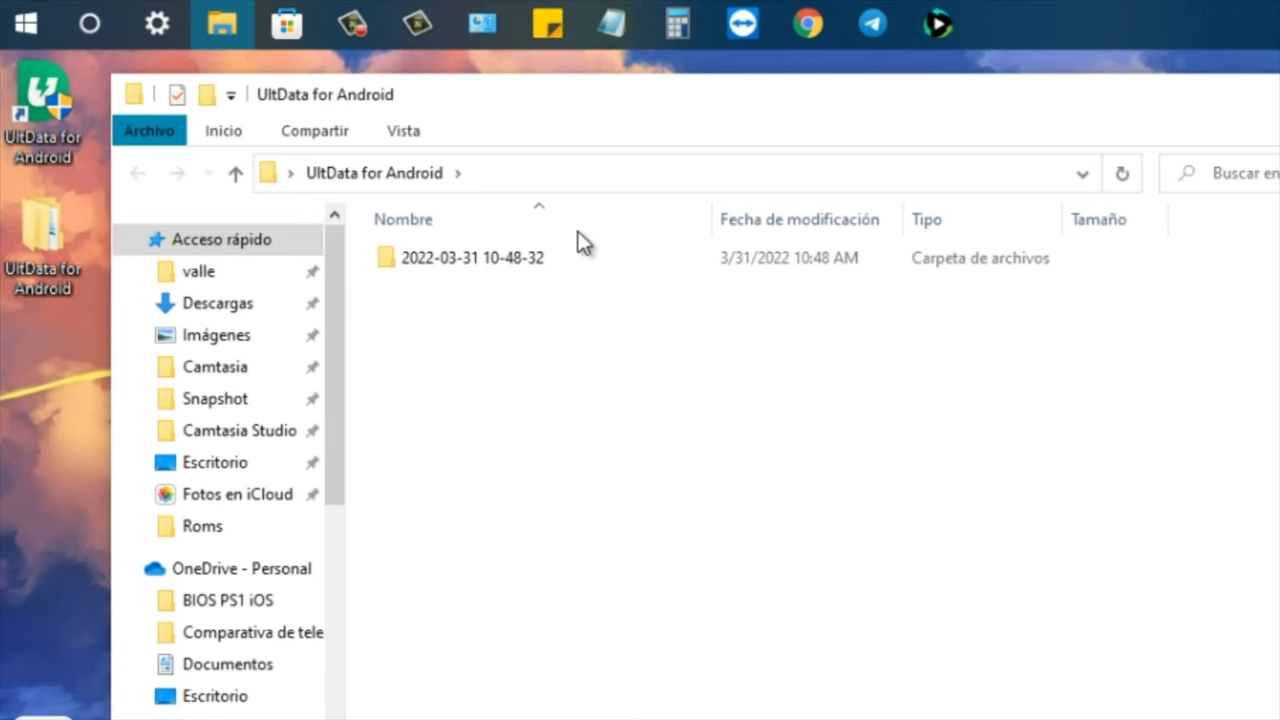 UltData for
Android
UltData for
Android
UltData for Android
Archivo
Inicio
Compartir
Vista
UltData for Android
Buscar en
Nombre
Fecha de modificación
Tipo
Tamaño
2022-03-31 10-48-32
3/31/2022 10:48 AM
Carpeta de archivos
Acceso rápido
valle
Descargas
Imágenes
Camtasia
Snapshot
Camtasia Studio
Escritorio
Fotos en iCloud
Roms
OneDrive - Personal
BIOS PS1 iOS
Comparativa de tele
Documentos
Escritorio